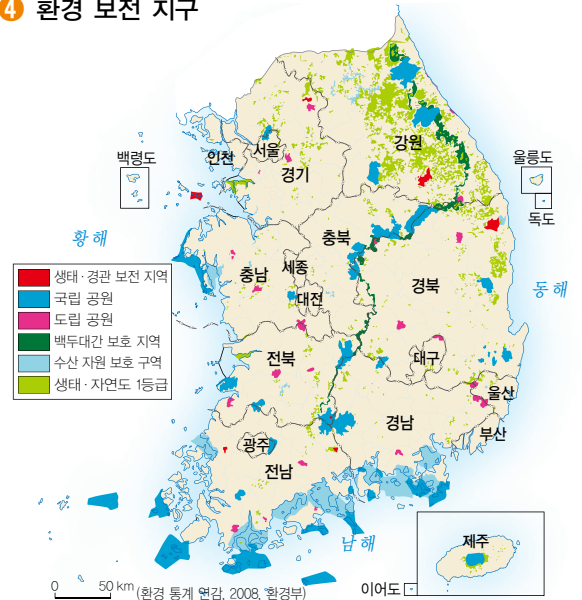 ④ 환경 보전 지구
서울
인천
경기
강원
백령도
울릉도
독도
황해
충북
충남
세종
대전
경북
동해
생태·경관 보전 지역
국립 공원
도립 공원
백두대간 보호 지역
수산 자원 보호 구역
생태·자연도 1등급
전북
대구
울산
경남
부산
광주
전남
남해
제주
이어도
0 50 km (환경 통계 연감, 2008, 환경부)